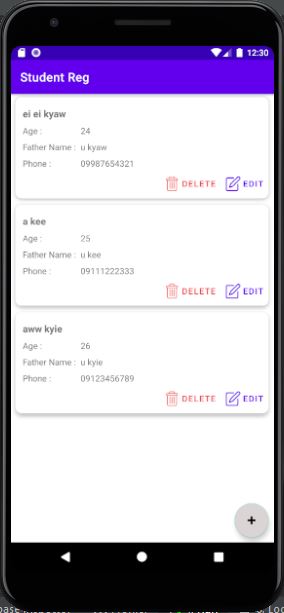 12:30
Student Reg
ei ei kyaw
Age : 24
Father Name : u kyaw
Phone : 09987654321
DELETE EDIT
a kee
Age : 25
Father Name : u kee
Phone : 09111222333
DELETE EDIT
aww kyie
Age : 26
Father Name : u kyie
Phone : 09123456789
DELETE EDIT
+